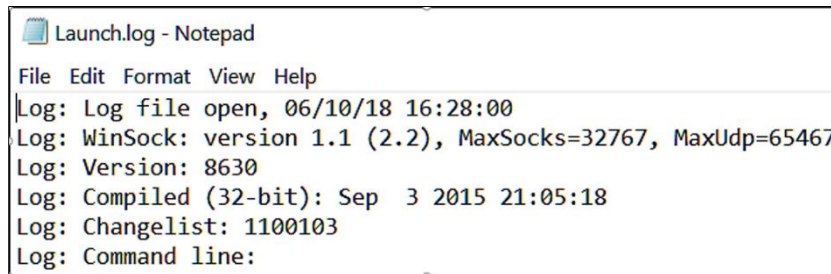 Launch.log - Notepad
File Edit Format View Help
Log: Log file open, 06/10/18 16:28:00
Log: WinSock: version 1.1 (2.2), MaxSocks=32767, MaxUdp=65467
Log: Version: 8630
Log: Compiled (32-bit): Sep  3 2015 21:05:18
Log: Changelist: 1100103
Log: Command line: